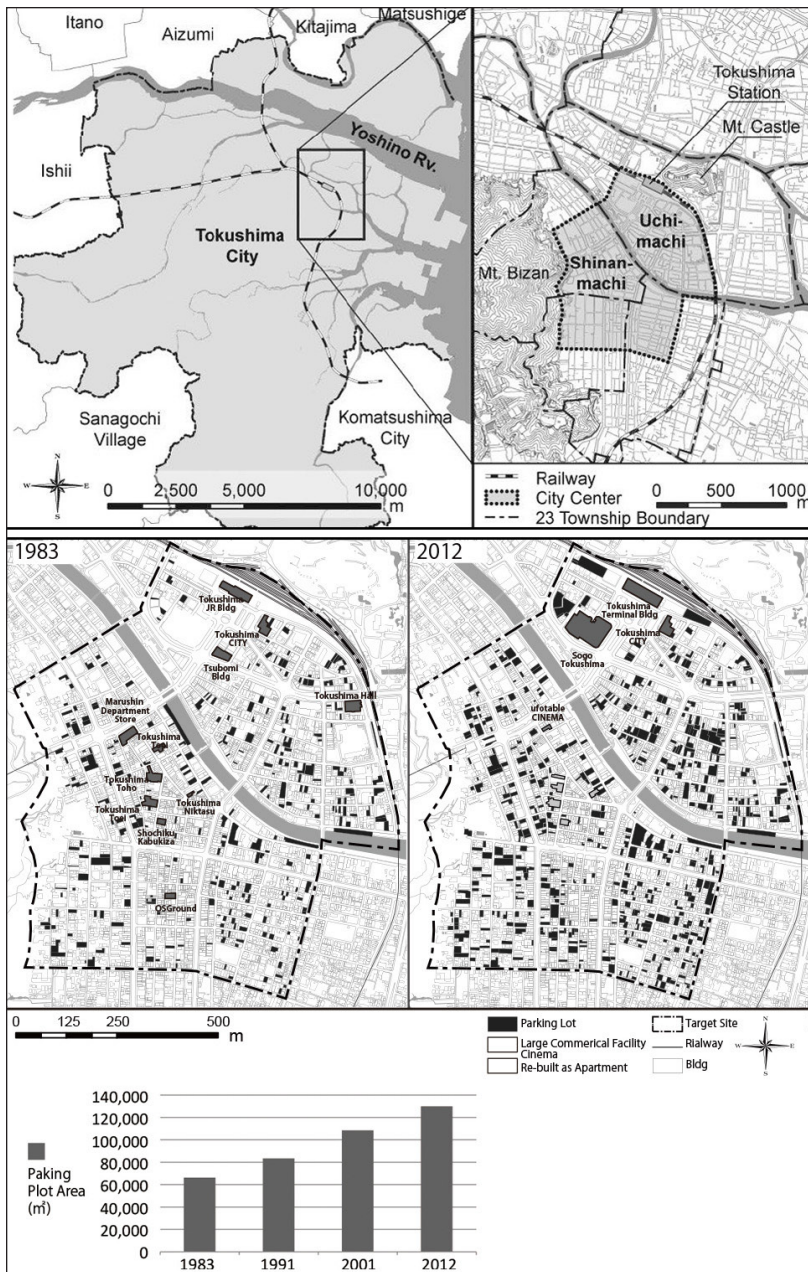 Itano
Aizumi
Kitajima
Matsushige
Ishii
Yoshino Rv.
Tokushima
City
Sanagochi
Village
Komatsushima
City
N
W
E
S
0
2,500
5,000
10,000
m
Tokushima
Station
Mt. Castle
Uchi-
machi
Shinan-
machi
Mt. Bizan
Railway
City Center
23 Township Boundary
0
500
1000
m
1983
Tokushima
JR Bldg
Tokushima
CITY
Tsubomi
Bldg
Tokushima Hall
Marushin
Department
Store
Tokushima
Toei
Tokushima
Toho
Tokushima
Niktasu
Shochiku
Kabukiza
OSGround
2012
Tokushima
Terminal Bldg
Tokushima
CITY
Sogo
Tokushima
ufotable
CINEMA
0
125
250
500
m
Parking Lot
Large Commerical Facility
Cinema
Re-built as Apartment
Target Site
Rialway
Bldg
N
W
E
S
140,000
120,000
100,000
80,000
60,000
40,000
20,000
0
Paking
Plot Area
(㎡)
1983
1991
2001
2012